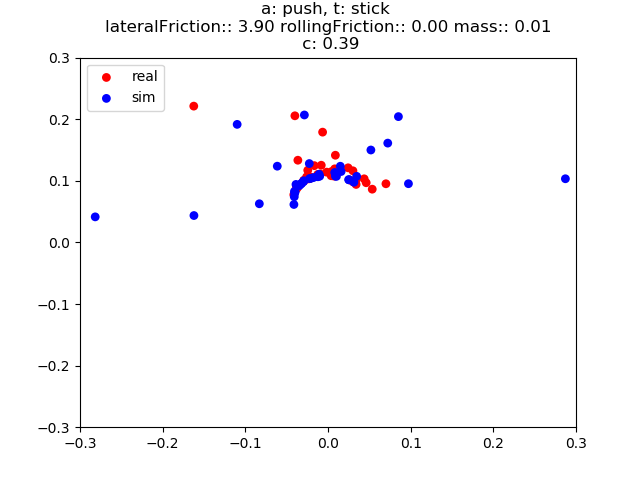 a: push, t: stick
lateralFriction:: 3.90 rollingFriction:: 0.00 mass:: 0.01
c: 0.39
real
sim
0.3
0.2
0.1
0.0
−0.1
−0.2
−0.3
−0.3
−0.2
−0.1
0.0
0.1
0.2
0.3